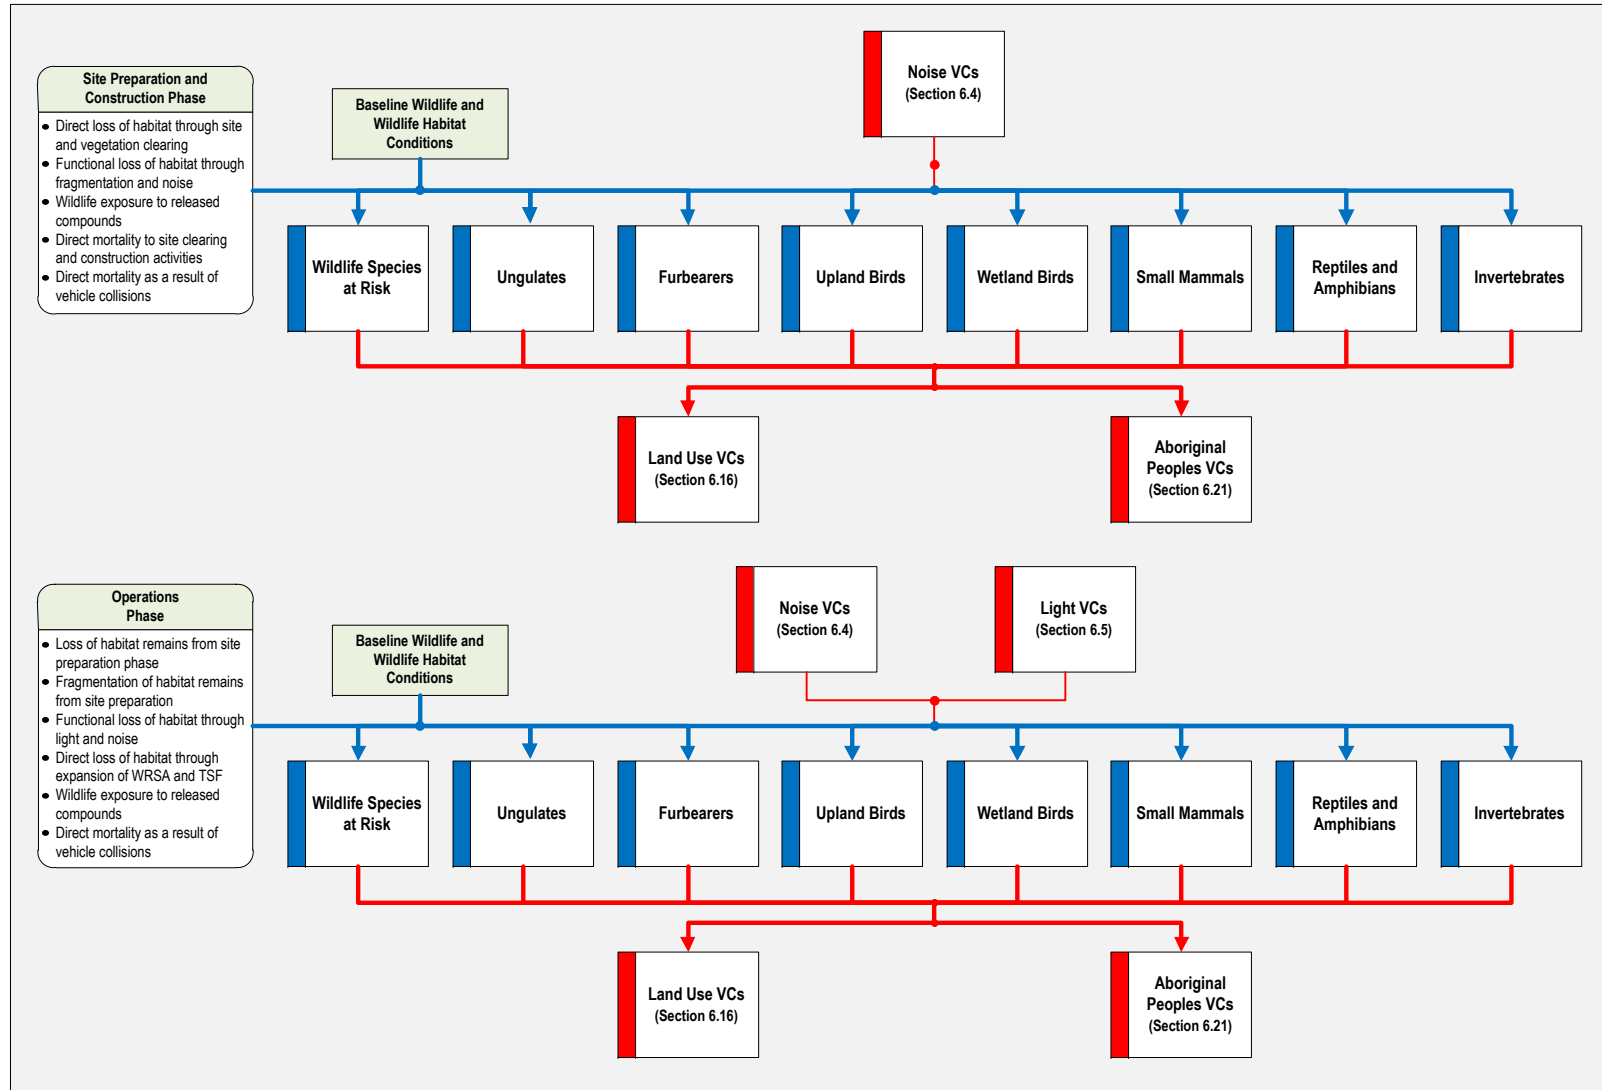 Noise VCs
(Section 6.4)
Site Preparation and
Construction Phase
• Direct loss of habitat through site
and vegetation clearing
• Functional loss of habitat through
fragmentation and noise
• Wildlife exposure to released
compounds
• Direct mortality to site clearing
and construction activities
• Direct mortality as a result of
vehicle collisions
Baseline Wildlife and
Wildlife Habitat
Conditions
Wildlife Species
at Risk
Ungulates
Furbearers
Upland Birds
Wetland Birds
Small Mammals
Reptiles and
Amphibians
Invertebrates
Land Use VCs
(Section 6.16)
Aboriginal
Peoples VCs
(Section 6.21)
Operations
Phase
• Loss of habitat remains from site
preparation phase
• Fragmentation of habitat remains
from site preparation
• Functional loss of habitat through
light and noise
• Direct loss of habitat through
expansion of WRSA and TSF
• Wildlife exposure to released
compounds
• Direct mortality as a result of
vehicle collisions
Baseline Wildlife and
Wildlife Habitat
Conditions
Noise VCs
(Section 6.4)
Light VCs
(Section 6.5)
Wildlife Species
at Risk
Ungulates
Furbearers
Upland Birds
Wetland Birds
Small Mammals
Reptiles and
Amphibians
Invertebrates
Land Use VCs
(Section 6.16)
Aboriginal
Peoples VCs
(Section 6.21)